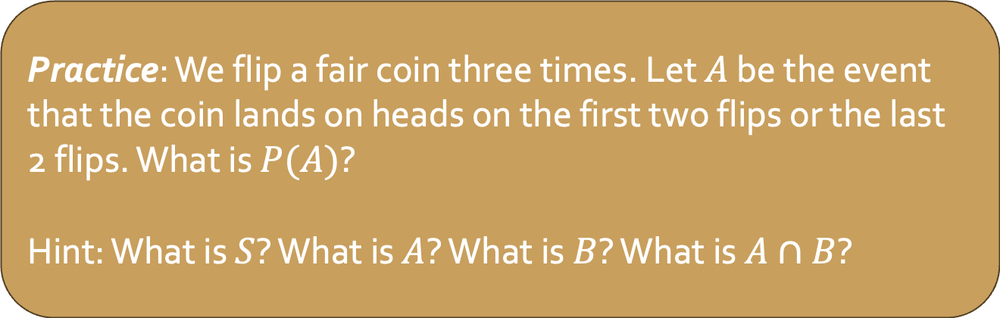 Practice: We flip a fair coin three times. Let A be the event
that the coin lands on heads on the first two flips or the last
2 flips. What is P(A)?
Hint: What is S? What is A? What is B? What is A ∩ B?